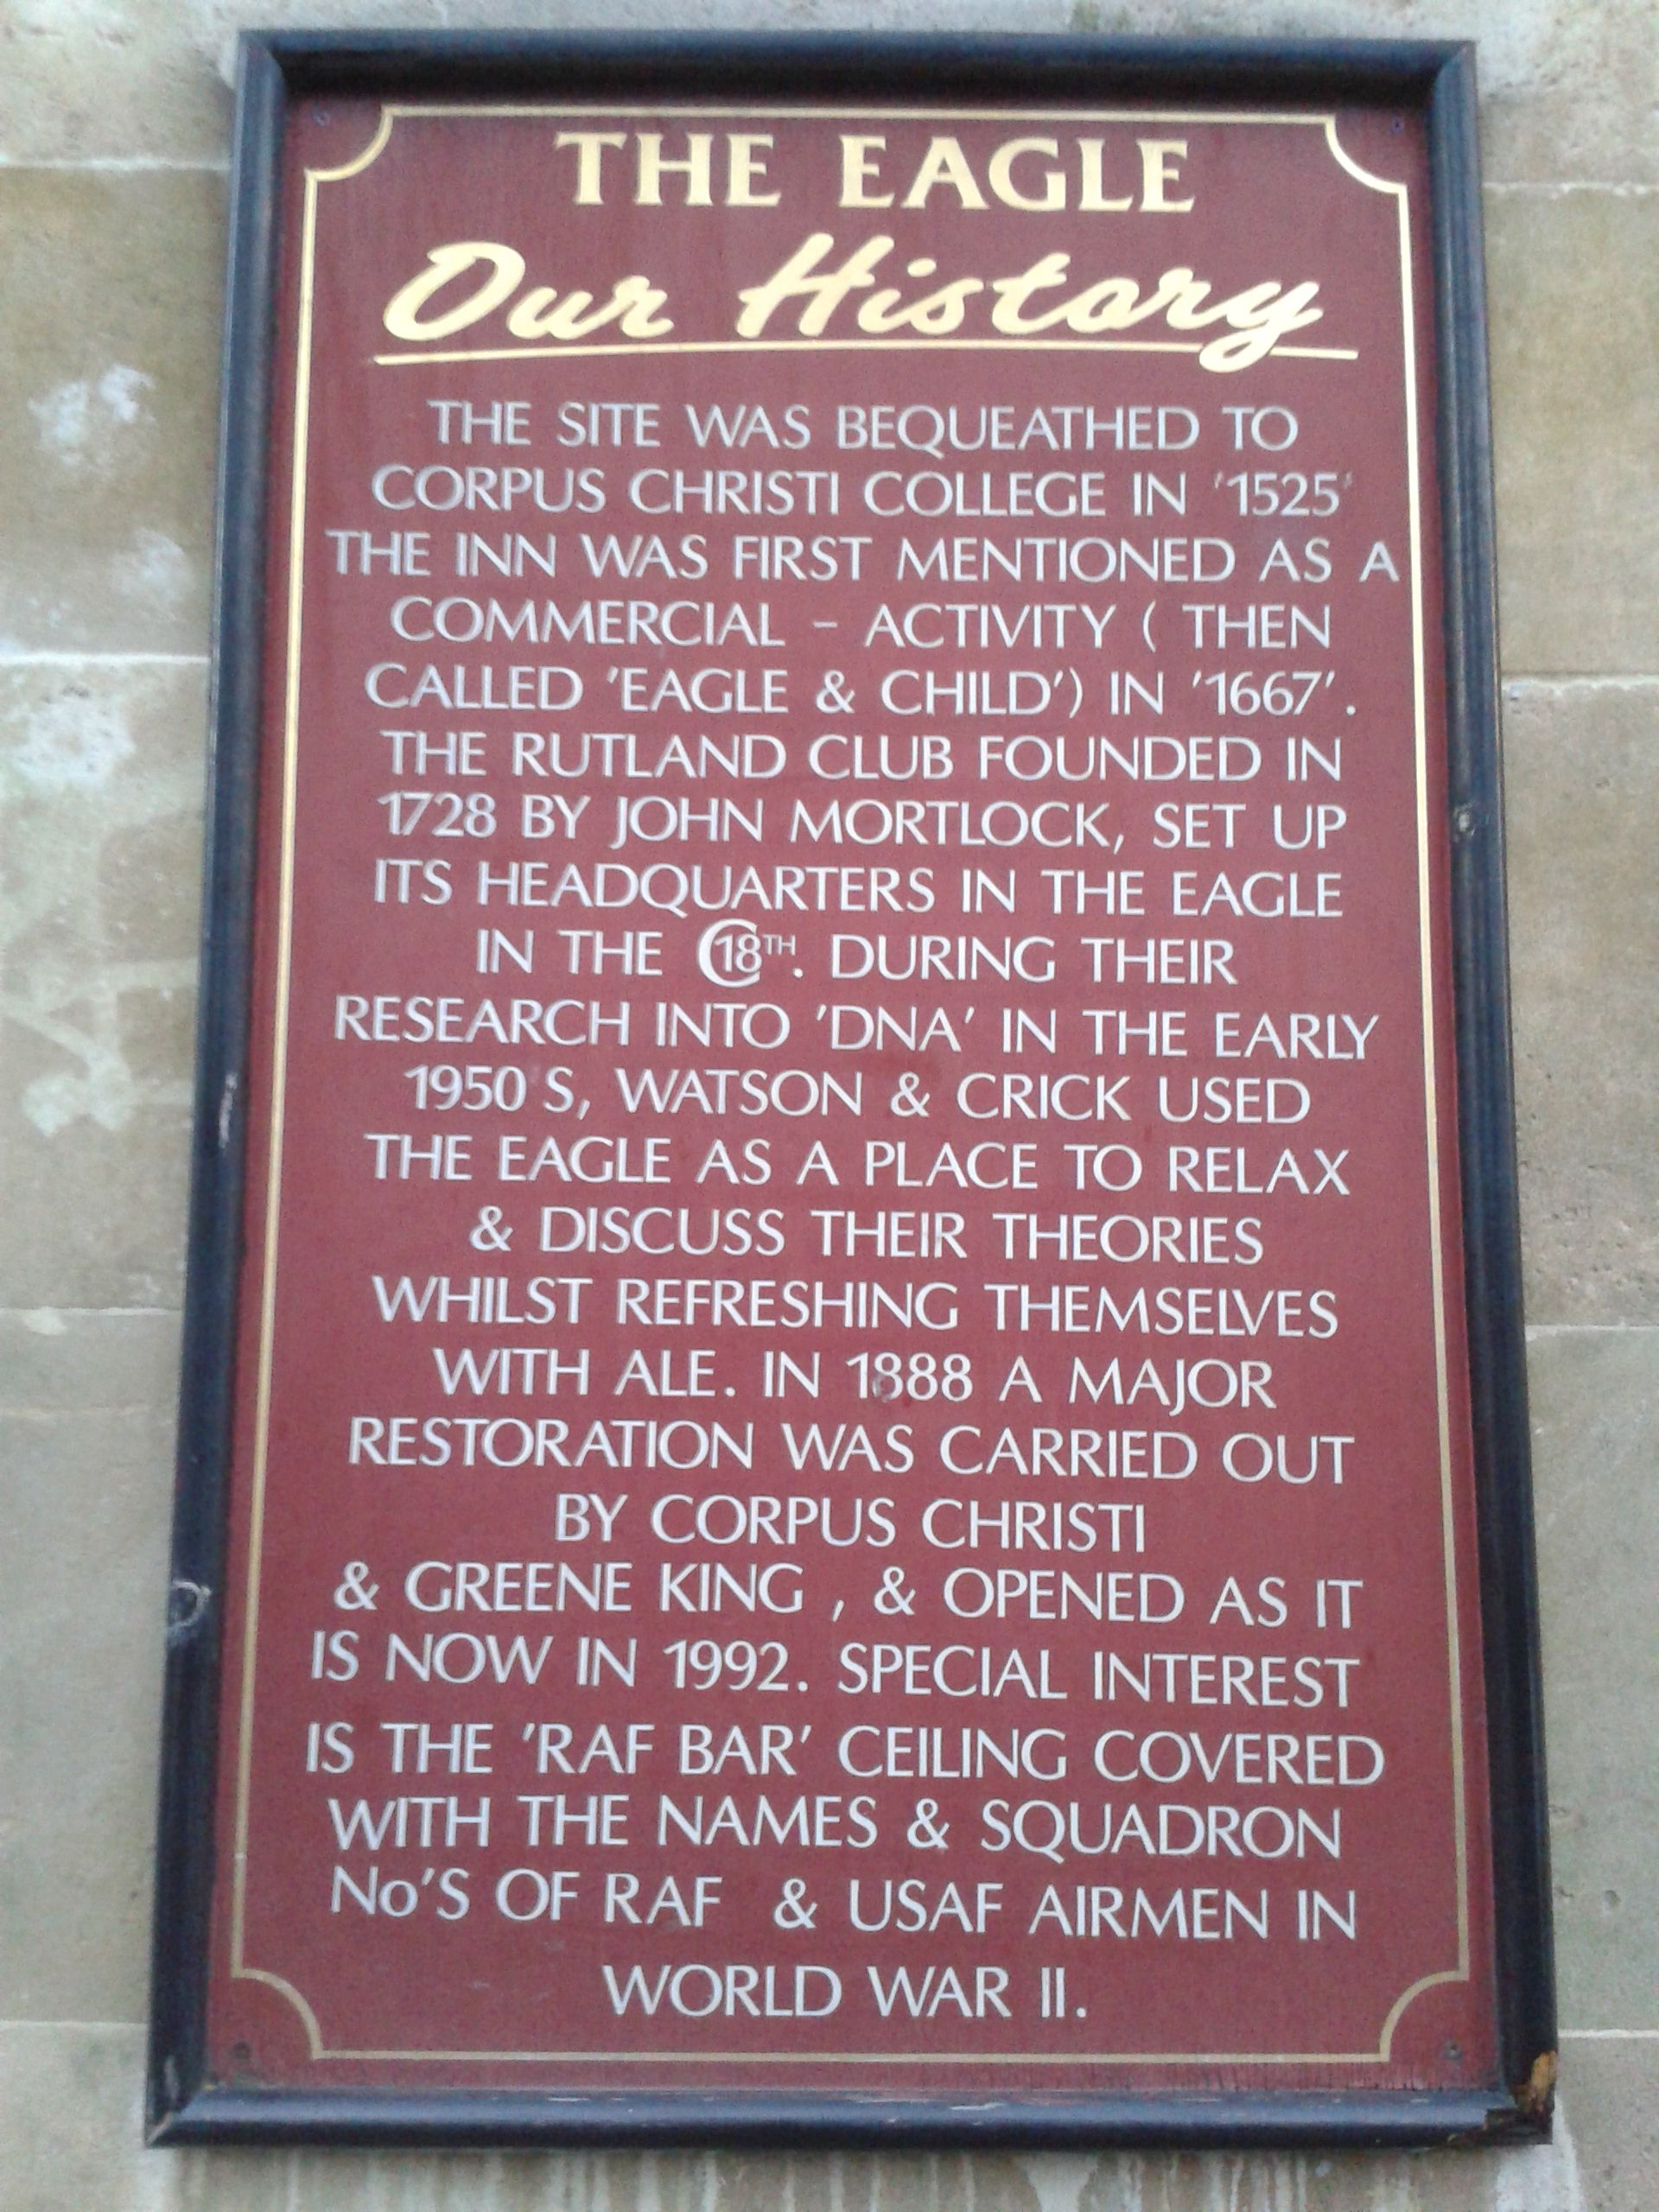 THE EAGLE
Our History
THE SITE WAS BEQUEATHED TO
CORPUS CHRISTI COLLEGE IN '1525'
THE INN WAS FIRST MENTIONED AS A
COMMERCIAL - ACTIVITY ( THEN
CALLED 'EAGLE & CHILD') IN '1667'.
THE RUTLAND CLUB FOUNDED IN
1728 BY JOHN MORTLOCK, SET UP
ITS HEADQUARTERS IN THE EAGLE
IN THE C18TH. DURING THEIR
RESEARCH INTO 'DNA' IN THE EARLY
1950'S, WATSON & CRICK USED
THE EAGLE AS A PLACE TO RELAX
& DISCUSS THEIR THEORIES
WHILST REFRESHING THEMSELVES
WITH ALE. IN 1888 A MAJOR
RESTORATION WAS CARRIED OUT
BY CORPUS CHRISTI
& GREENE KING , & OPENED AS IT
IS NOW IN 1992. SPECIAL INTEREST
IS THE 'RAF BAR' CEILING COVERED
WITH THE NAMES & SQUADRON
No'S OF RAF & USAF AIRMEN IN
WORLD WAR II.